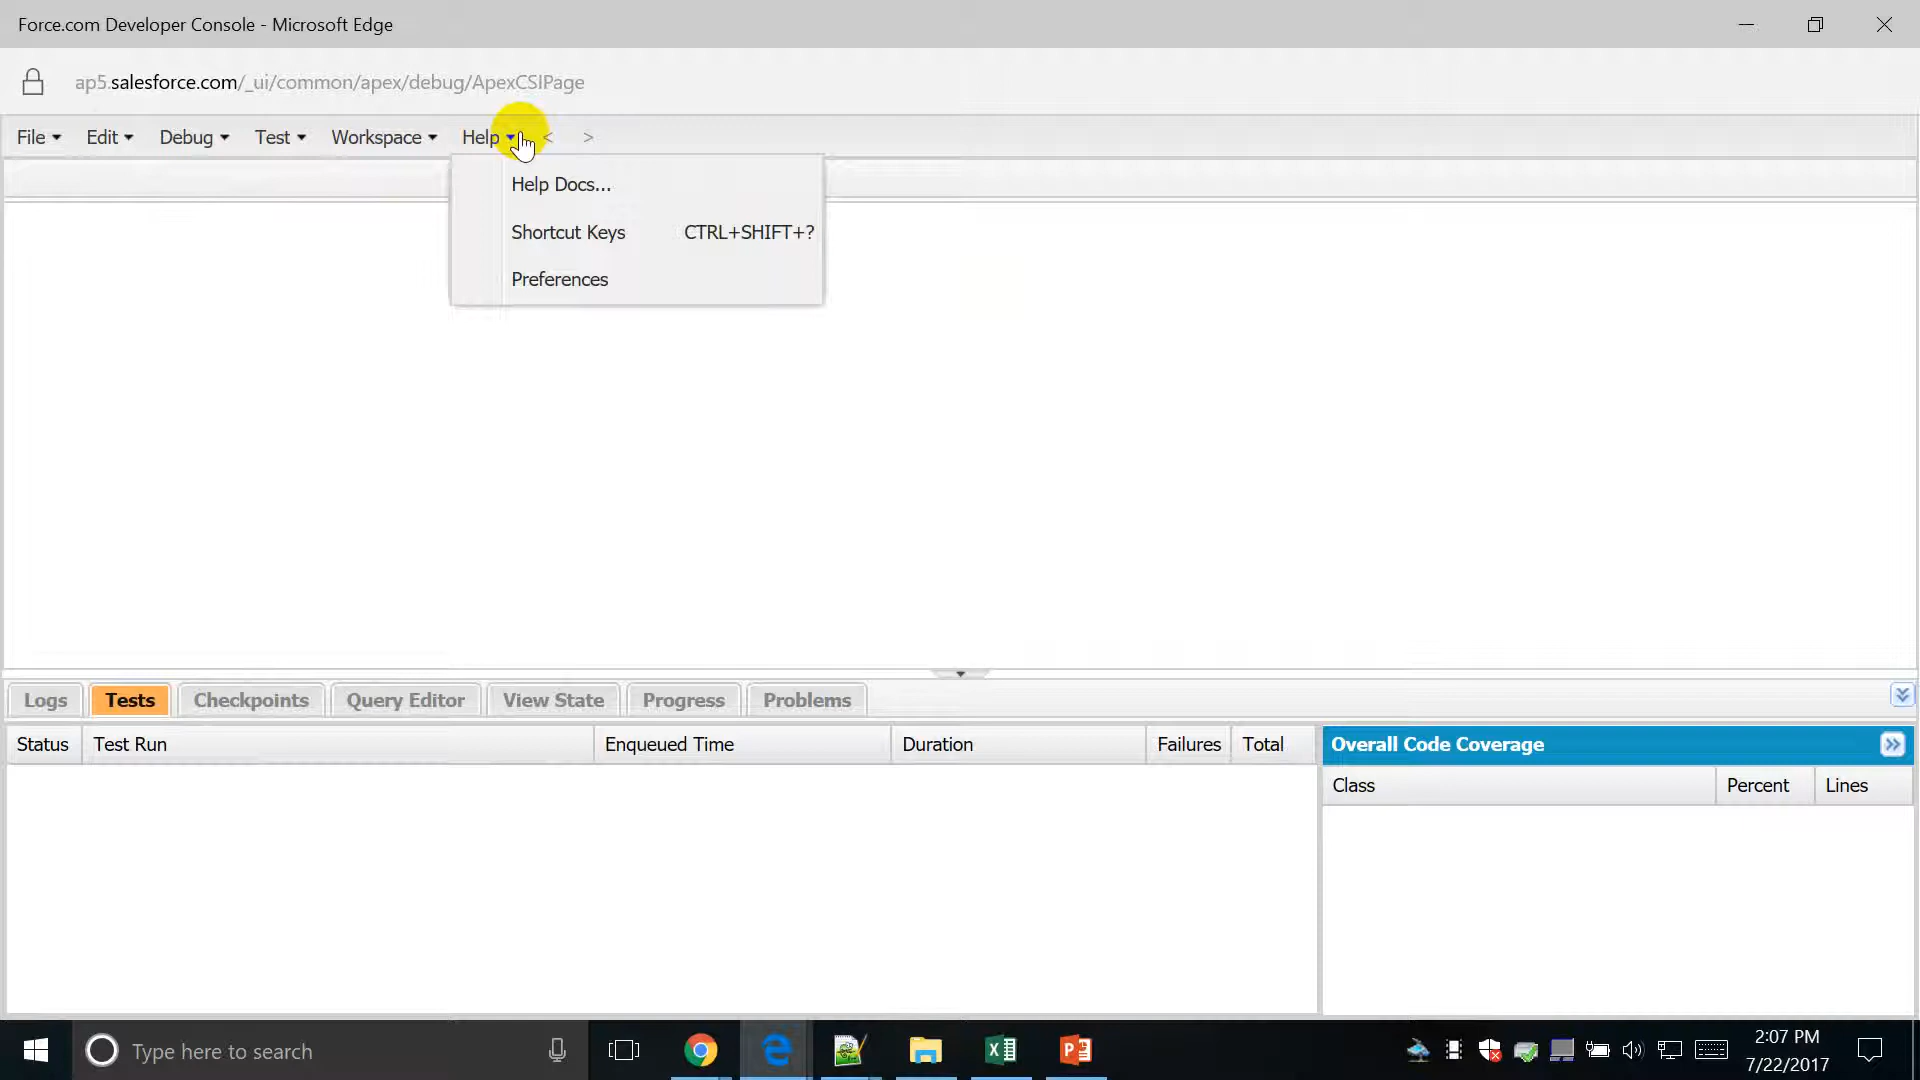 Force.com Developer Console - Microsoft Edge
ap5.salesforce.com/_ui/common/apex/debug/ApexCSIPage
File Edit Debug Test Workspace Help < >
Help Docs...
Shortcut Keys CTRL+SHIFT+?
Preferences
Logs Tests Checkpoints Query Editor View State Progress Problems
Status Test Run Enqueued Time Duration Failures Total
Overall Code Coverage
Class Percent Lines
Type here to search
2:07 PM
7/22/2017